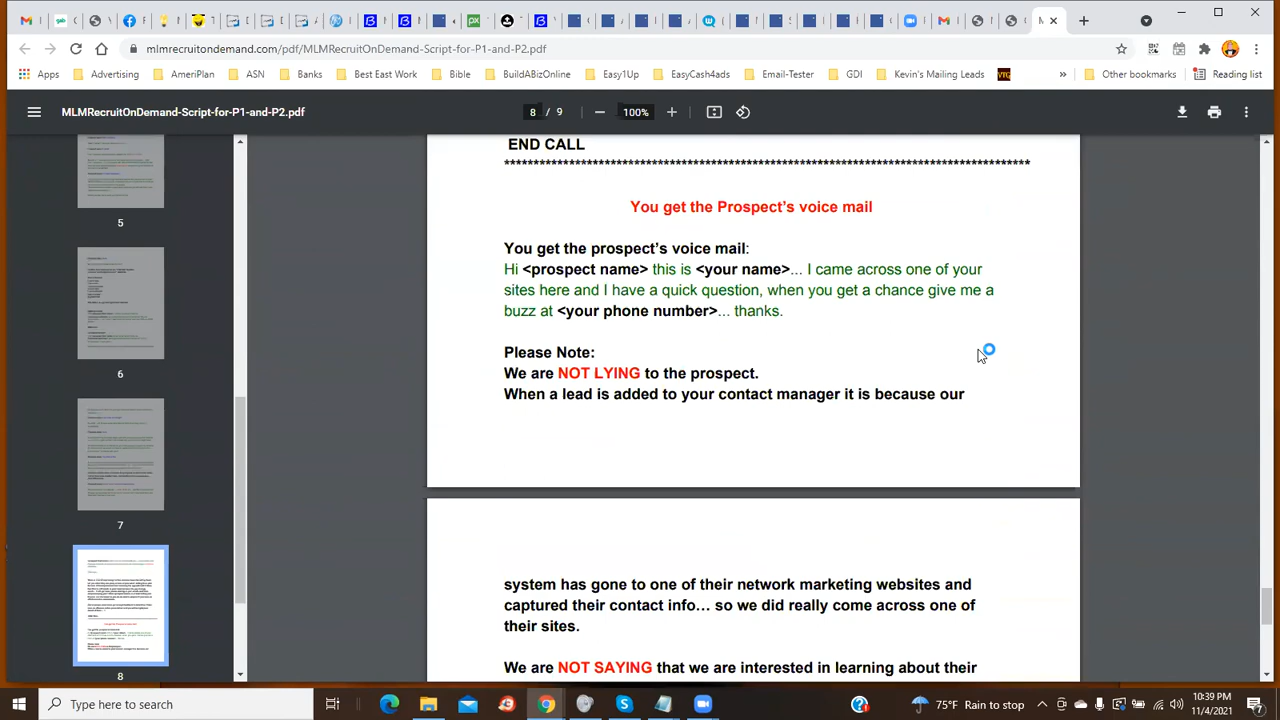 mlmrecruitondemand.com/pdf/MLMRecruitOnDemand-Script-for-P1-and-P2.pdf
Apps Advertising AmeriPlan ASN Banks Best East Work Bible BuildABizOnline Easy1Up EasyCash4ads Email-Tester GDI Kevin's Mailing Leads » Other bookmarks Reading list
MLMRecruitOnDemand-Script-for-P1-and-P2.pdf 8 / 9 100%
5
6
7
8
END CALL
You get the Prospect's voice mail
You get the prospect's voice mail:
Hi <prospect name> this is <your name>... I came across one of your
sites here and I have a quick question, when you get a chance give me a
buzz at <your phone number>... thanks.
Please Note:
We are NOT LYING to the prospect.
When a lead is added to your contact manager it is because our
system has gone to one of their network marketing websites and
captured their contact info… so we did really come across one of
their sites.
We are NOT SAYING that we are interested in learning about their
Type here to search
75°F Rain to stop
10:39 PM
11/4/2021